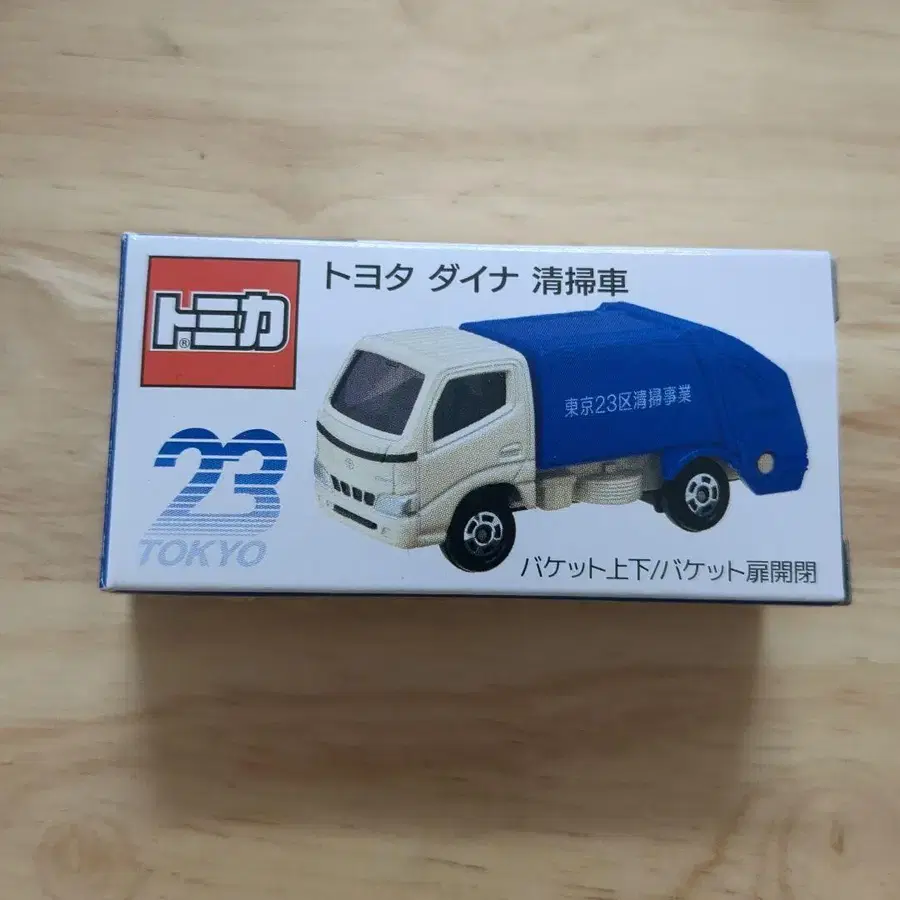 トヨタ ダイナ 清掃車
トミカ
®
東京23区清掃事業
23
TOKYO
バケット上下//バケット扉開閉